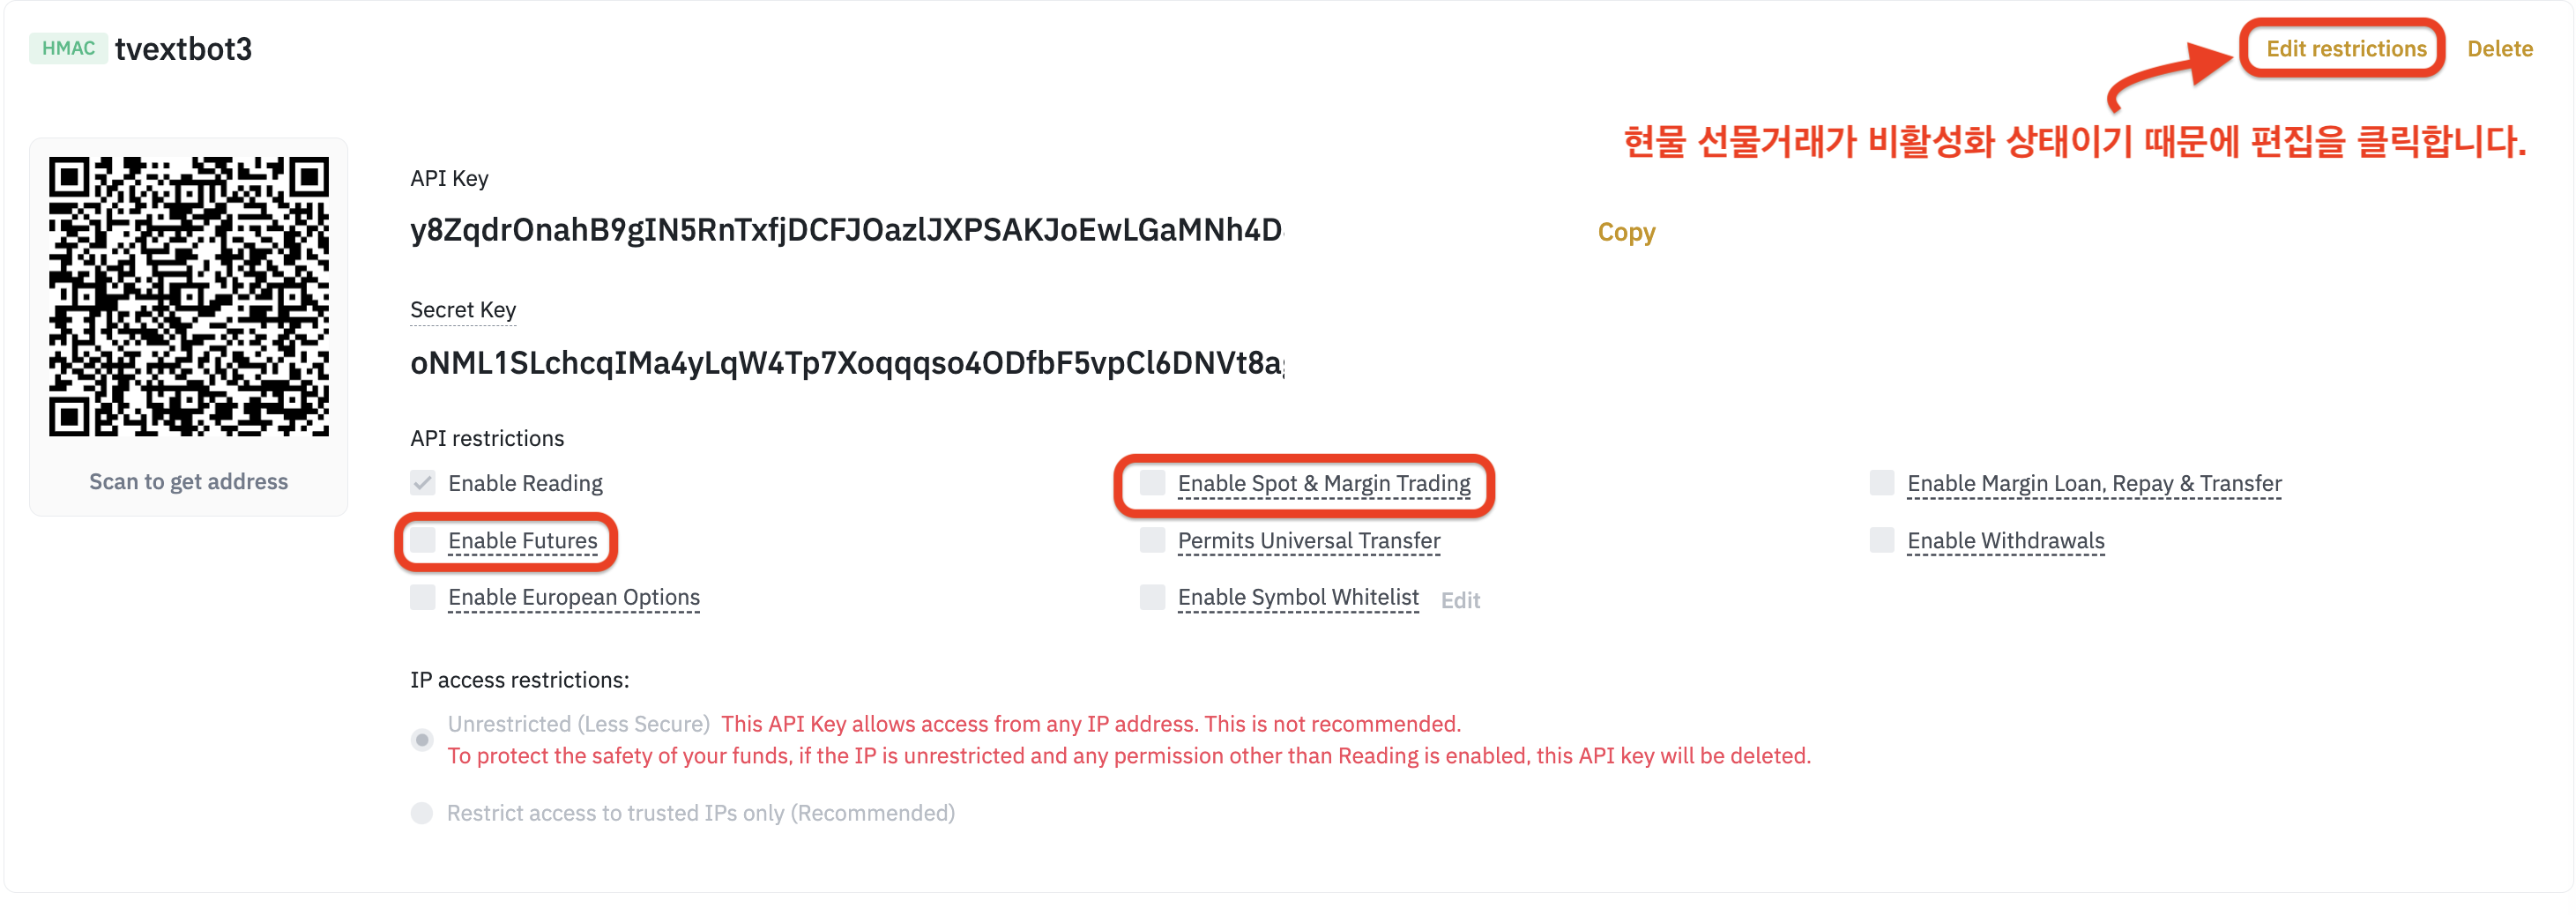 HMAC tvextbot3
Edit restrictions Delete
현물 선물거래가 비활성화 상태이기 때문에 편집을 클릭합니다.
Scan to get address
API Key
y8ZqdrOnahB9gIN5RnTxfjDCFJOazlJXPSAKJoEwLGaMNh4D
Copy
Secret Key
oNML1SLchcqIMa4yLqW4Tp7Xoqqqso4ODfbF5vpCl6DNVt8a
API restrictions
Enable Reading Enable Spot & Margin Trading Enable Margin Loan, Repay & Transfer
Enable Futures Permits Universal Transfer Enable Withdrawals
Enable European Options Enable Symbol Whitelist Edit
IP access restrictions:
Unrestricted (Less Secure) This API Key allows access from any IP address. This is not recommended.
To protect the safety of your funds, if the IP is unrestricted and any permission other than Reading is enabled, this API key will be deleted.
Restrict access to trusted IPs only (Recommended)